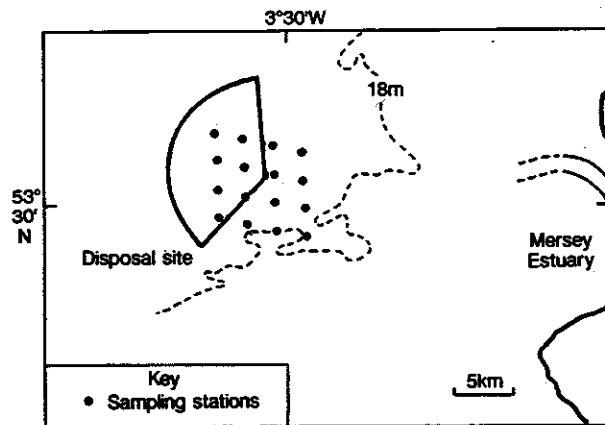 3°30'W
18m
53°
30'
N
Disposal site
Mersey
Estuary
Key
Sampling stations
5km